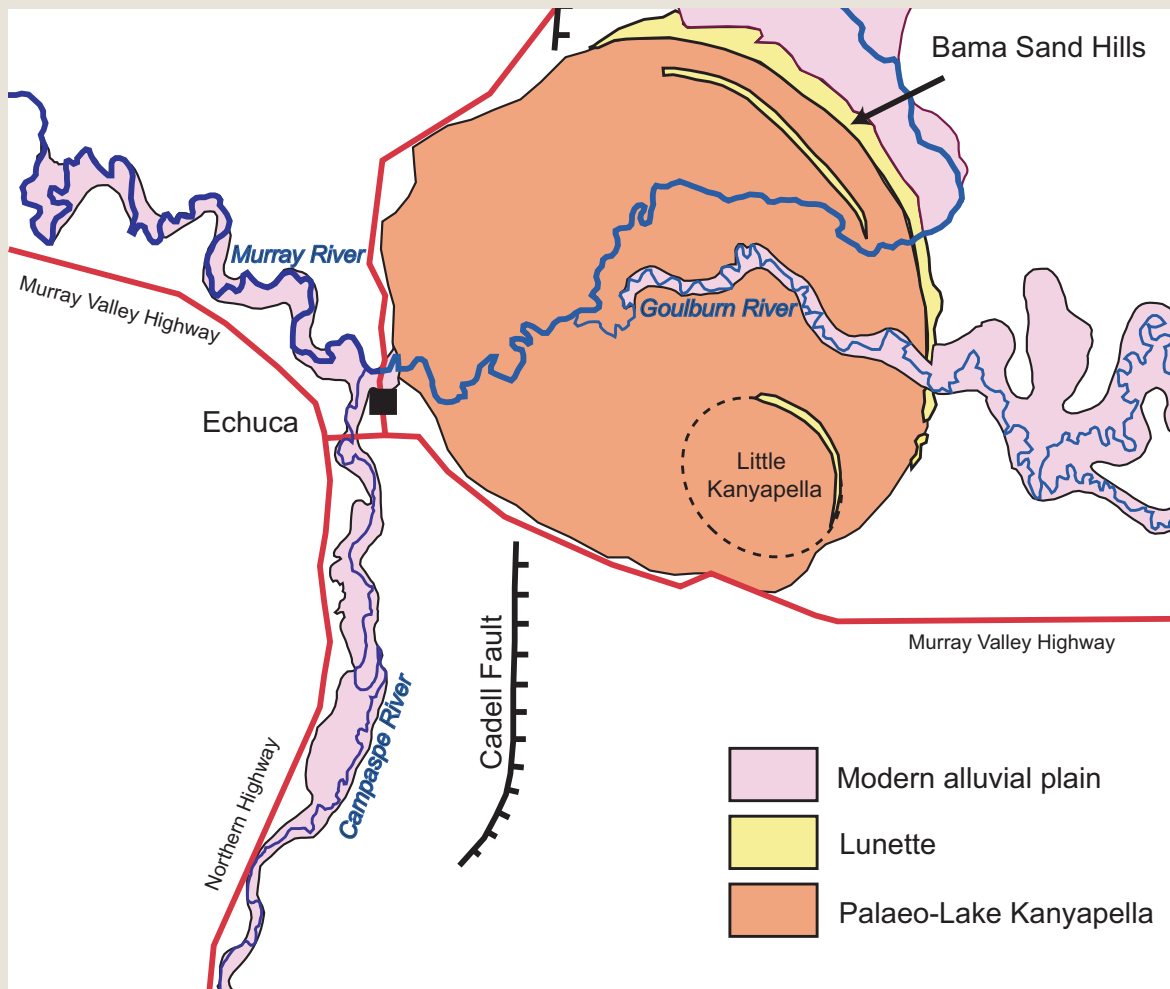 Bama Sand Hills
Murray River
Murray Valley Highway
Goulburn River
Echuca
Little
Kanyapella
Cadell Fault
Murray Valley Highway
Campaspe River
Northern Highway
Modern alluvial plain
Lunette
Palaeo-Lake Kanyapella